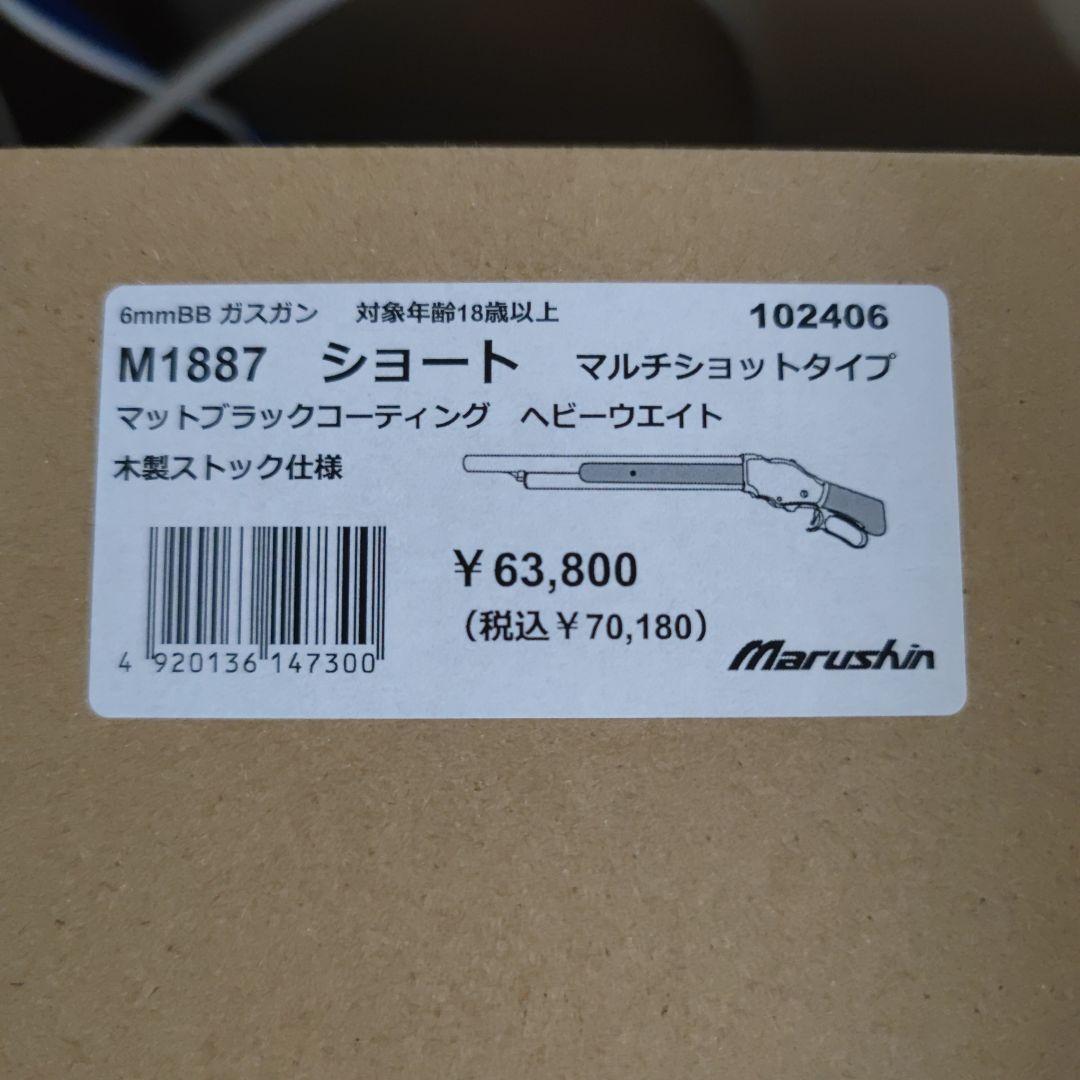 6mmBB ガスガン 対象年齢18歳以上 102406
M1887 ショート マルチショットタイプ
マットブラックコーティング ヘビーウエイト
木製ストック仕様
¥63,800
(税込¥70,180)
4 920136 147300
Marushin